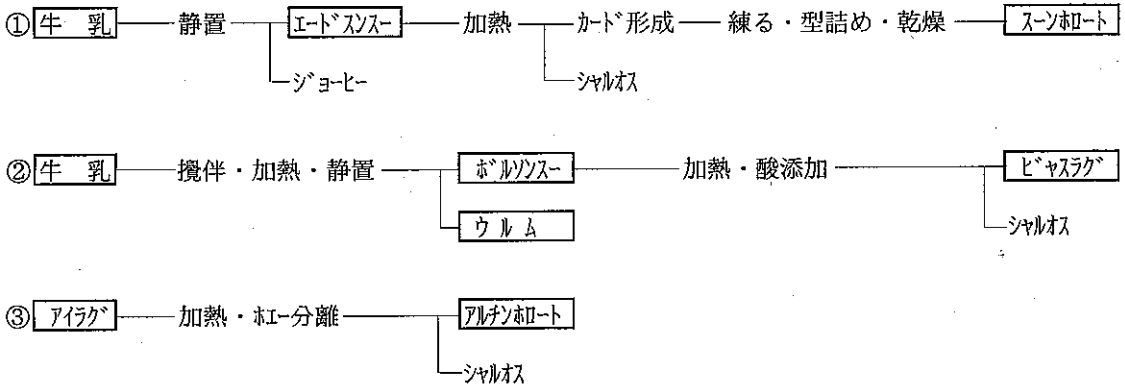 ①牛 乳 静置 エードスンスー 加熱 カード形成 練る・型詰め・乾燥 スーンホロート
ジョーヒー シャルオス
②牛 乳 攪伴・加熱・静置 ボルソンスー 加熱・酸添加 ビャスラグ
ウルム シャルオス
③アイラグ 加熱・ホエー分離 アルチンホロート
シャルオス